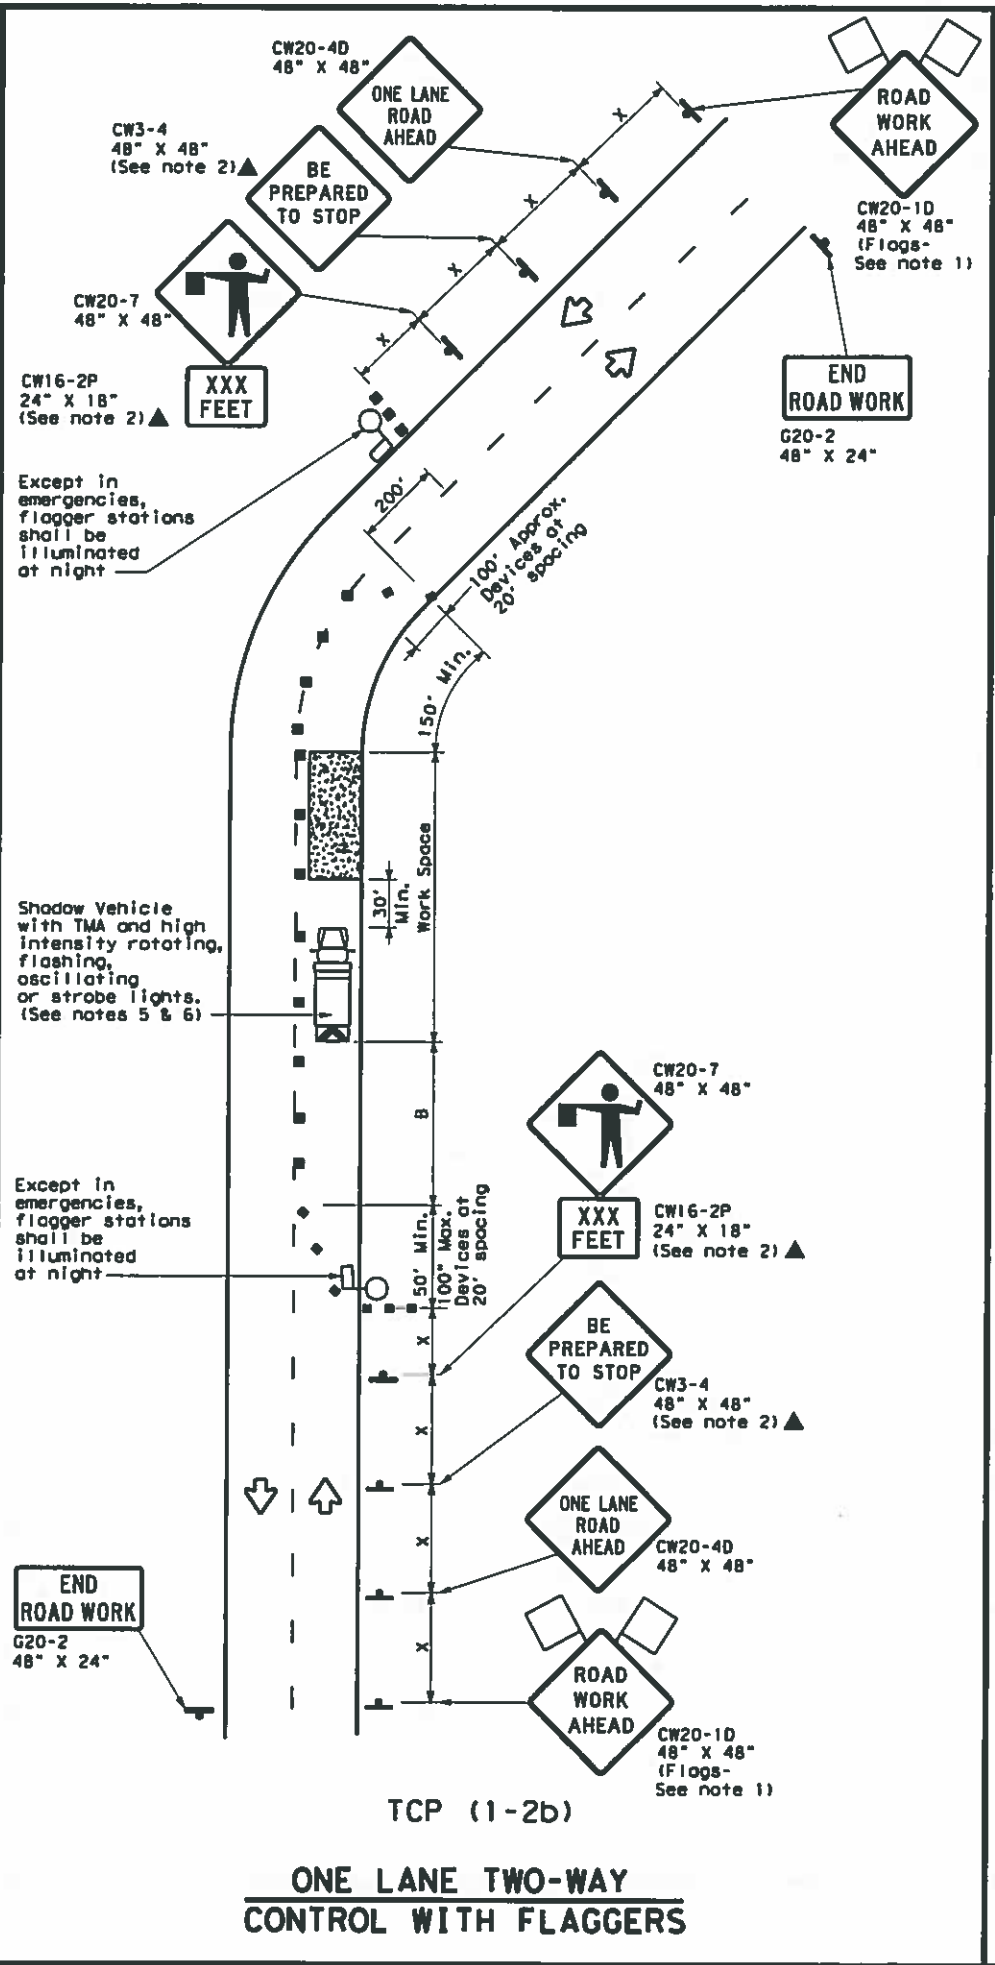 CW20-4D
48" X 48"
ONE LANE
ROAD
AHEAD
X
ROAD
WORK
AHEAD
CW3-4
48" X 48"
(See note 2)▲
BE
PREPARED
TO STOP
X
CW20-1D
48" X 48"
(Flags-
See note 1)
X
CW20-7
48" X 48"
X
XXX
FEET
CW16-2P
24" X 18"
(See note 2)▲
END
ROAD WORK
G20-2
48" X 24"
Except in
emergencies,
flagger stations
shall be
illuminated
at night
200'
100' Approx.
Devices at
20' spacing
150' Min.
Work Space
30'
Min.
Shadow Vehicle
with TMA and high
intensity rotating,
flashing,
oscillating
or strobe lights.
(See notes 5 & 6)
B
CW20-7
48" X 48"
XXX
FEET
CW16-2P
24" X 18"
(See note 2)▲
Except in
emergencies,
flagger stations
shall be
illuminated
at night
50' Min.
100" Max.
Devices at
20' spacing
X
BE
PREPARED
TO STOP
CW3-4
48" X 48"
(See note 2)▲
X
ONE LANE
ROAD
AHEAD
CW20-4D
48" X 48"
X
END
ROAD WORK
G20-2
48" X 24"
X
ROAD
WORK
AHEAD
CW20-1D
48" X 48"
(Flags-
See note 1)
TCP (1-2b)
ONE LANE TWO-WAY
CONTROL WITH FLAGGERS